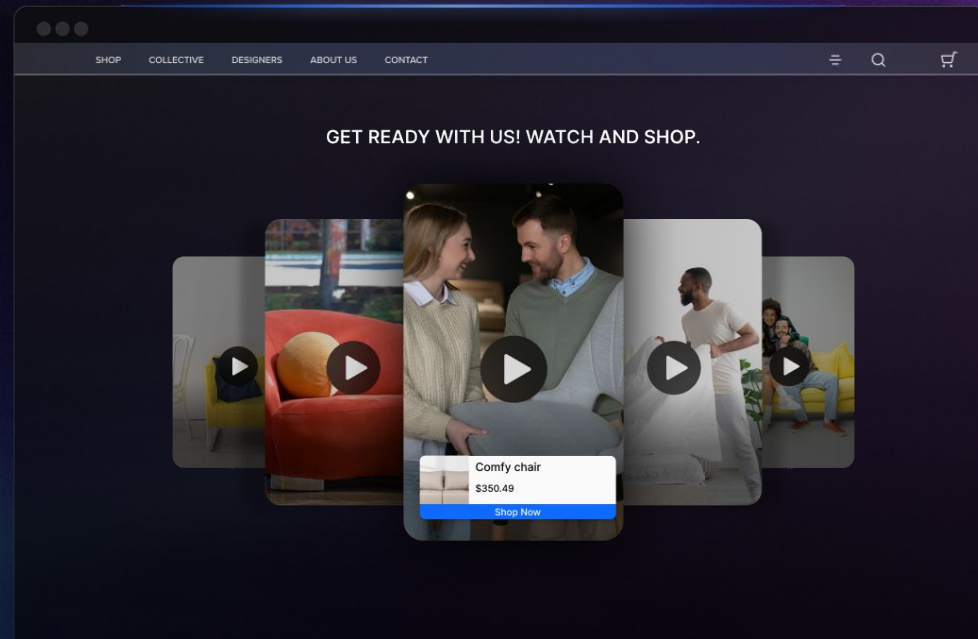 SHOP COLLECTIVE DESIGNERS ABOUT US CONTACT
GET READY WITH US! WATCH AND SHOP.
Comfy chair
$350.49
Shop Now